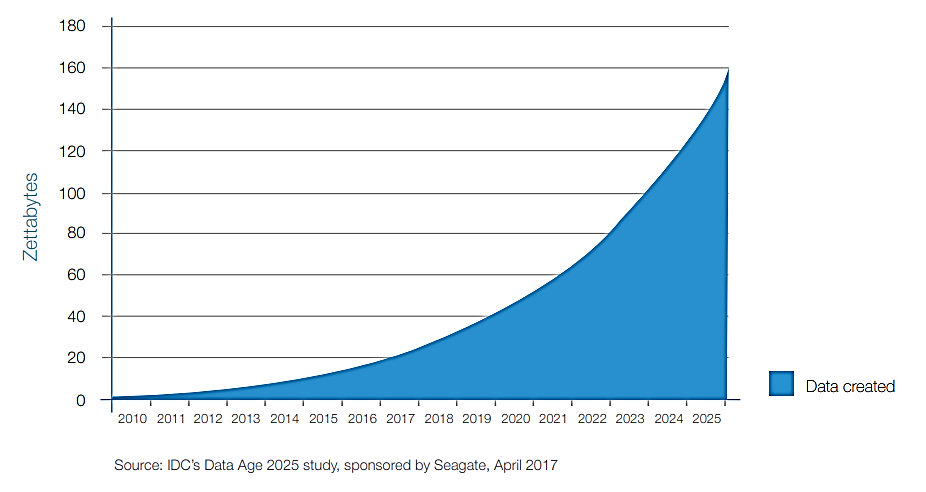 180
160
140
120
100
80
60
40
20
0
Zettabytes
2010 2011 2012 2013 2014 2015 2016 2017 2018 2019 2020 2021 2022 2023 2024 2025
Data created
Source: IDC's Data Age 2025 study, sponsored by Seagate, April 2017